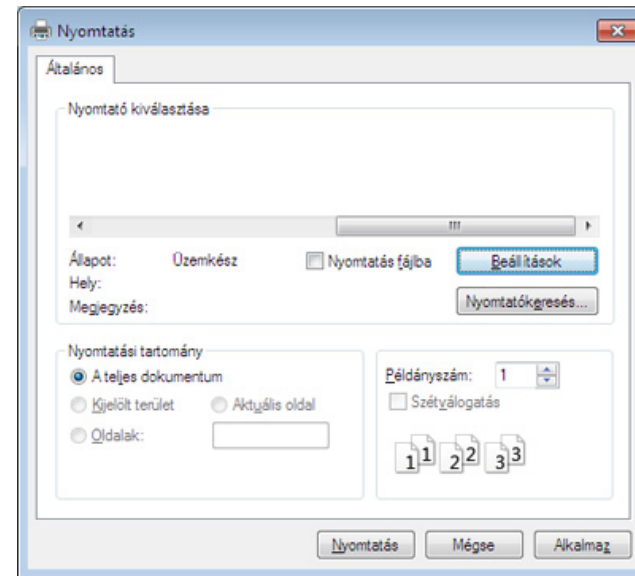 Nyomtatás
Általános
Nyomtató kiválasztása
Állapot: Üzemkész
Nyomtatás fájlba
Beállítások
Hely:
Megjegyzés:
Nyomtatókeresés...
Nyomtatási tartomány
A teljes dokumentum
Kijelölt terület
Aktuális oldal
Oldalak:
Példányszám: 1
Szétválogatás
1 1 2 2 3 3
Nyomtatás
Mégse
Alkalmaz